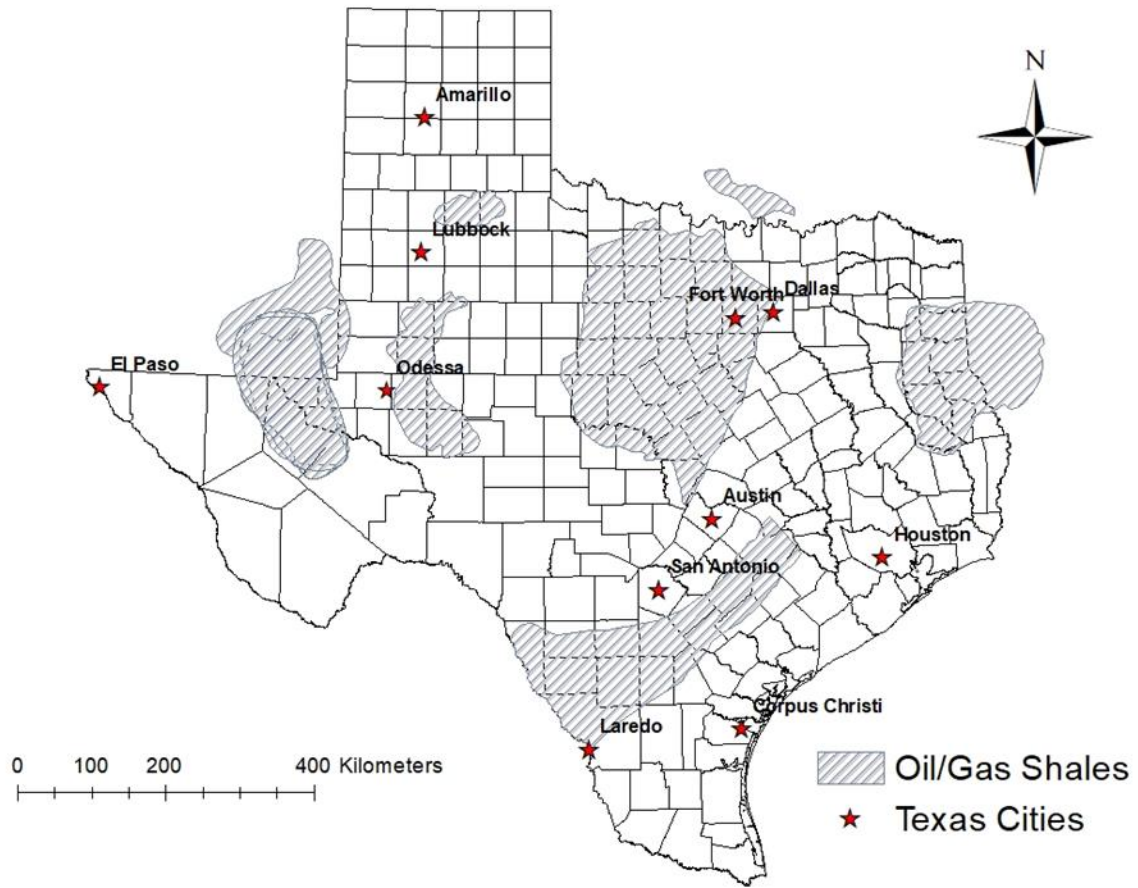 N
Amarillo
Lubbock
Fort Worth Dallas
El Paso
Odessa
Austin
Houston
San Antonio
Corpus Christi
Laredo
0 100 200 400 Kilometers
Oil/Gas Shales
Texas Cities